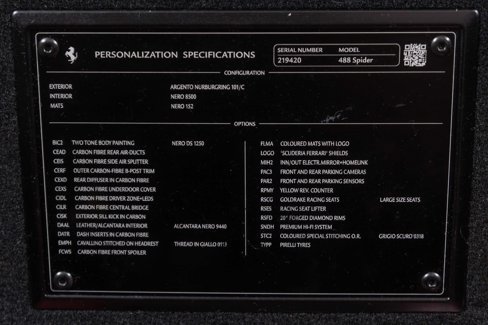 PERSONALIZATION SPECIFICATIONS
SERIAL NUMBER MODEL
219420 488 Spider
CONFIGURATION
EXTERIOR ARGENTO NURBURGRING 101/C
INTERIOR NERO 8500
MATS NERO 152
OPTIONS
BIC2 TWO TONE BODY PAINTING NERO DS 1250
CEAD CARBON FIBRE REAR AIR-DUCTS
CEIS CARBON FIBRE SIDE AIR SPLITTER
CERF OUTER CARBON-FIBRE B-POST TRIM
CEXD REAR DIFFUSER IN CARBON FIBRE
CEXS CARBON FIBRE UNDERDOOR COVER
CIDL CARBON FIBRE DRIVER ZONE+LEDS
CILR CARBON FIBRE CENTRAL BRIDGE
CISK EXTERIOR SILL KICK IN CARBON
DAAL LEATHER/ALCANTARA INTERIOR ALCANTARA NERO 9440
DATR DASH INSERTS IN CARBON FIBRE
EMPH CAVALLINO STITCHED ON HEADREST THREAD IN GIALLO 0113
FCWS CARBON FIBRE FRONT SPOILER
FLMA COLOURED MATS WITH LOGO
LOGO 'SCUDERIA FERRARI' SHIELDS
MIH2 INN/OUT ELECTR.MIRROR+HOMELINK
PAC3 FRONT AND REAR PARKING CAMERAS
PAR2 FRONT AND REAR PARKING SENSORS
RPMY YELLOW REV. COUNTER
RSCG GOLDRAKE RACING SEATS LARGE SIZE SEATS
RSES RACING SEAT LIFTER
RSFD 20" FORGED DIAMOND RIMS
SNDH PREMIUM HI-FI SYSTEM
STC2 COLOURED SPECIAL STITCHING O.R. GRIGIO SCURO 0318
TYPP PIRELLI TYRES